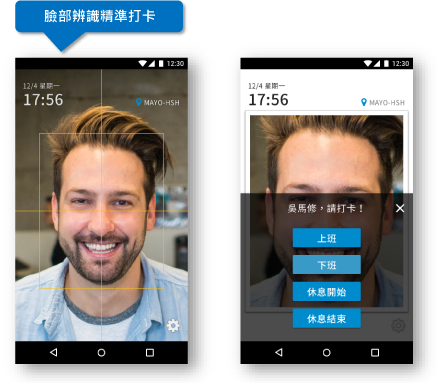 臉部辨識精準打卡
12:30
12/4 星期一
17:56
MAYO-HSH
12:30
12/4 星期一
17:56
MAYO-HSH
吳馬修，請打卡！
上班
下班
休息開始
休息結束